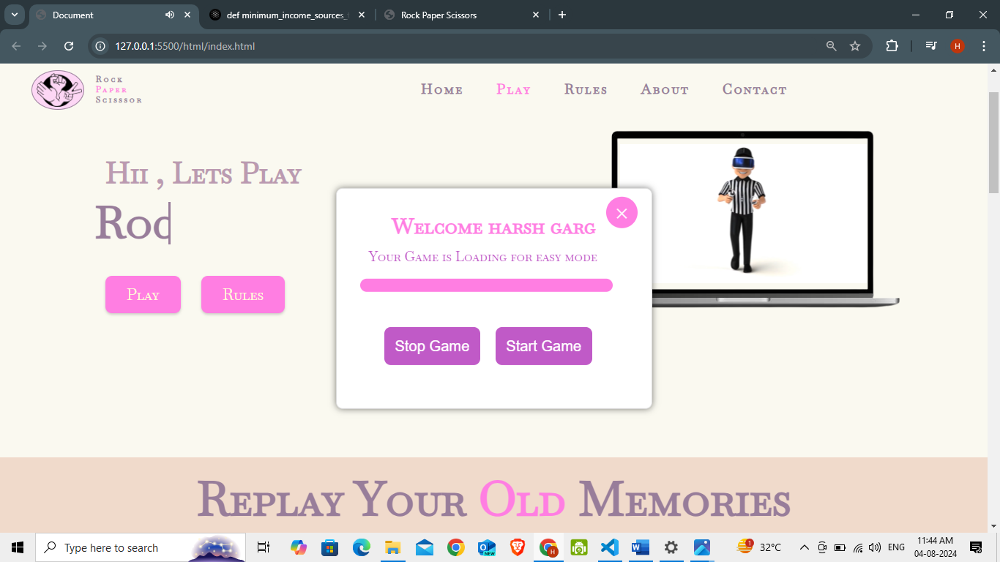 Document
def minimum_income_sources_
Rock Paper Scissors
127.0.0.1:5500/html/index.html
H
Rock
Paper
Scisssor
Home Play Rules About Contact
Hii , Lets Play
Roc
Play Rules
Welcome harsh garg
Your Game is Loading for easy mode
Stop Game Start Game
Replay Your Old Memories
Type here to search
NEW
H
1
32°C
ENG
11:44 AM
04-08-2024